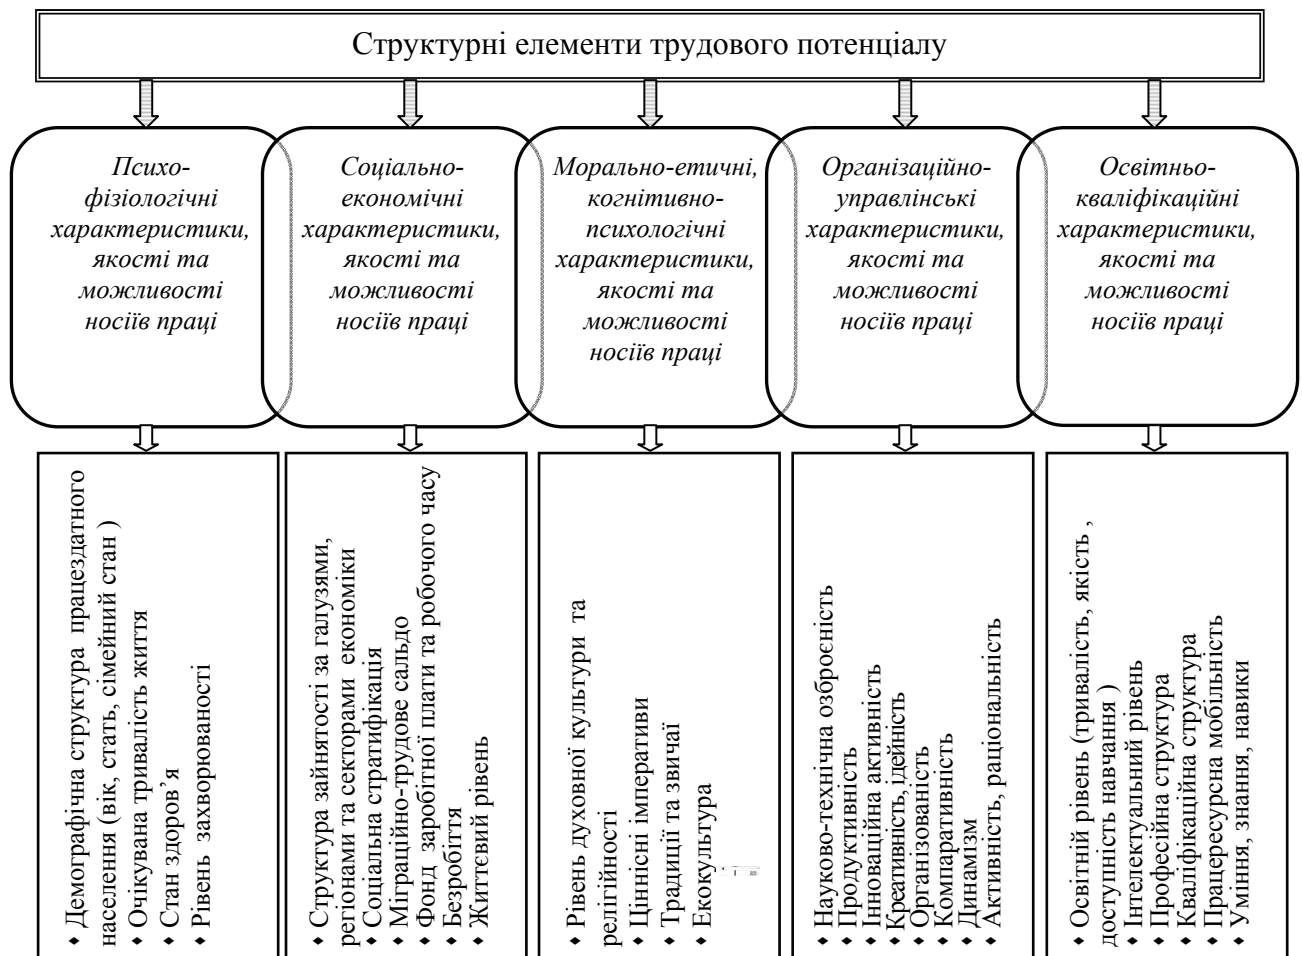 Структурні елементи трудового потенціалу
Психо-
фізіологічні
характеристики,
якості та
можливості
носіїв праці
Соціально-
економічні
характеристики,
якості та
можливості
носіїв праці
Морально-етичні,
когнітивно-
психологічні
характеристики,
якості та
можливості
носіїв праці
Організаційно-
управлінські
характеристики,
якості та
можливості
носіїв праці
Освітньо-
кваліфікаційні
характеристики,
якості та
можливості
носіїв праці
♦ Демографічна структура працездатного
населення (вік, стать, сімейний стан )
♦ Очікувана тривалість життя
♦ Стан здоров’я
♦ Рівень захворюваності
♦ Структура зайнятості за галузями,
регіонами та секторами економіки
♦ Соціальна стратифікація
♦ Міграційно-трудове сальдо
♦ Фонд заробітної плати та робочого часу
♦ Безробіття
♦ Життєвий рівень
♦ Рівень духовної культури та
релігійності
♦ Ціннісні імперативи
♦ Традиції та звичаї
♦ Екокультура
♦ Науково-технічна озброєність
♦ Продуктивність
♦ Інноваційна активність
♦ Креативність, ідейність
♦ Організованість
♦ Компаративність
♦ Динамізм
♦ Активність, раціональність
♦ Освітній рівень (тривалість, якість ,
доступність навчання )
♦ Інтелектуальний рівень
♦ Професійна структура
♦ Кваліфікаційна структура
♦ Працересурсна мобільність
♦ Уміння, знання, навики